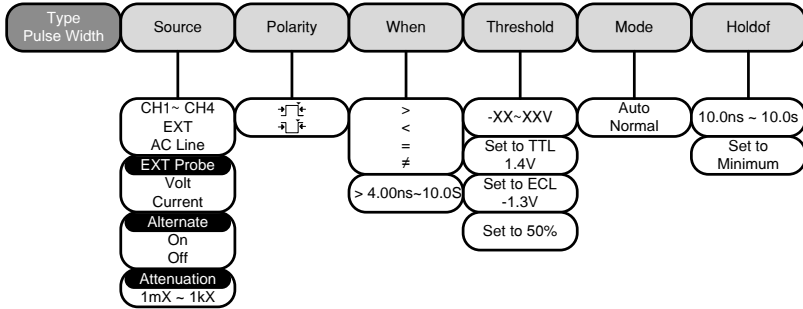 Type
Pulse Width
Source
Polarity
When
Threshold
Mode
Holdof
CH1~ CH4
EXT
AC Line
EXT Probe
Volt
Current
Alternate
On
Off
Attenuation
1mX ~ 1kX
>
<
=
≠
> 4.00ns~10.0S
-XX~XXV
Set to TTL
1.4V
Set to ECL
-1.3V
Set to 50%
Auto
Normal
10.0ns ~ 10.0s
Set to
Minimum